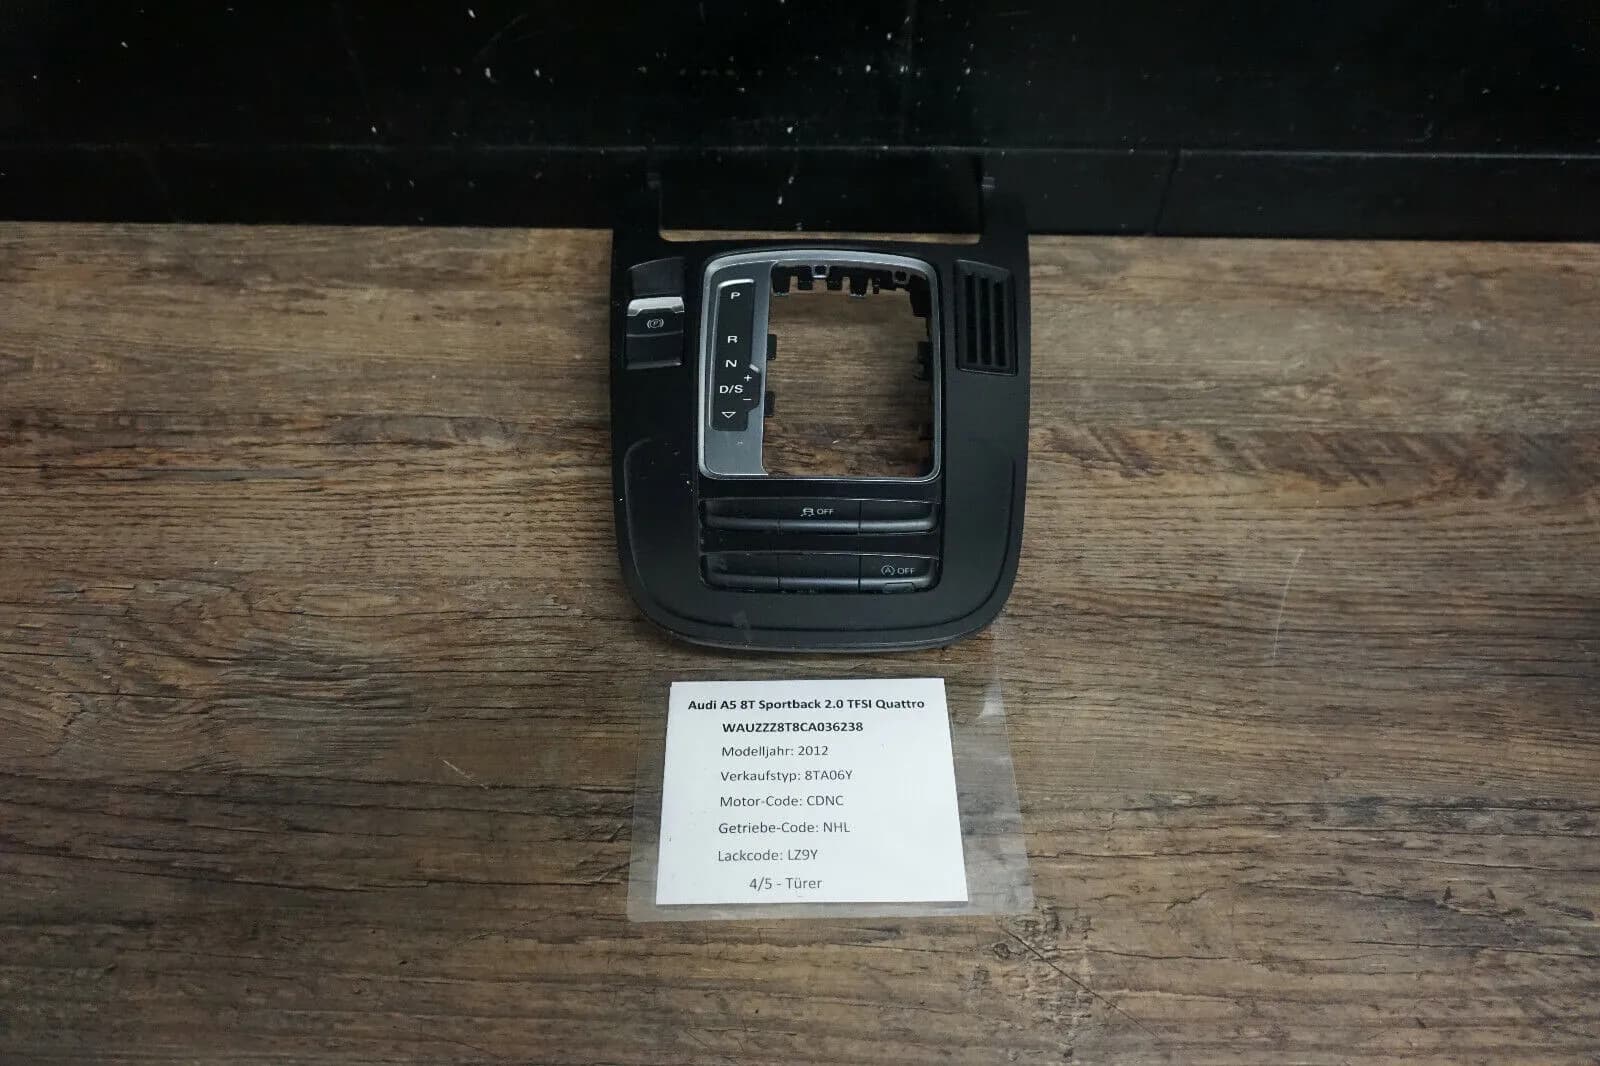 P
R
N
+
D/S
−
OFF
A OFF
Audi A5 8T Sportback 2.0 TFSI Quattro
WAUZZZ8T8CA036238
Modelljahr: 2012
Verkaufstyp: 8TA06Y
Motor-Code: CDNC
Getriebe-Code: NHL
Lackcode: LZ9Y
4/5 - Türer